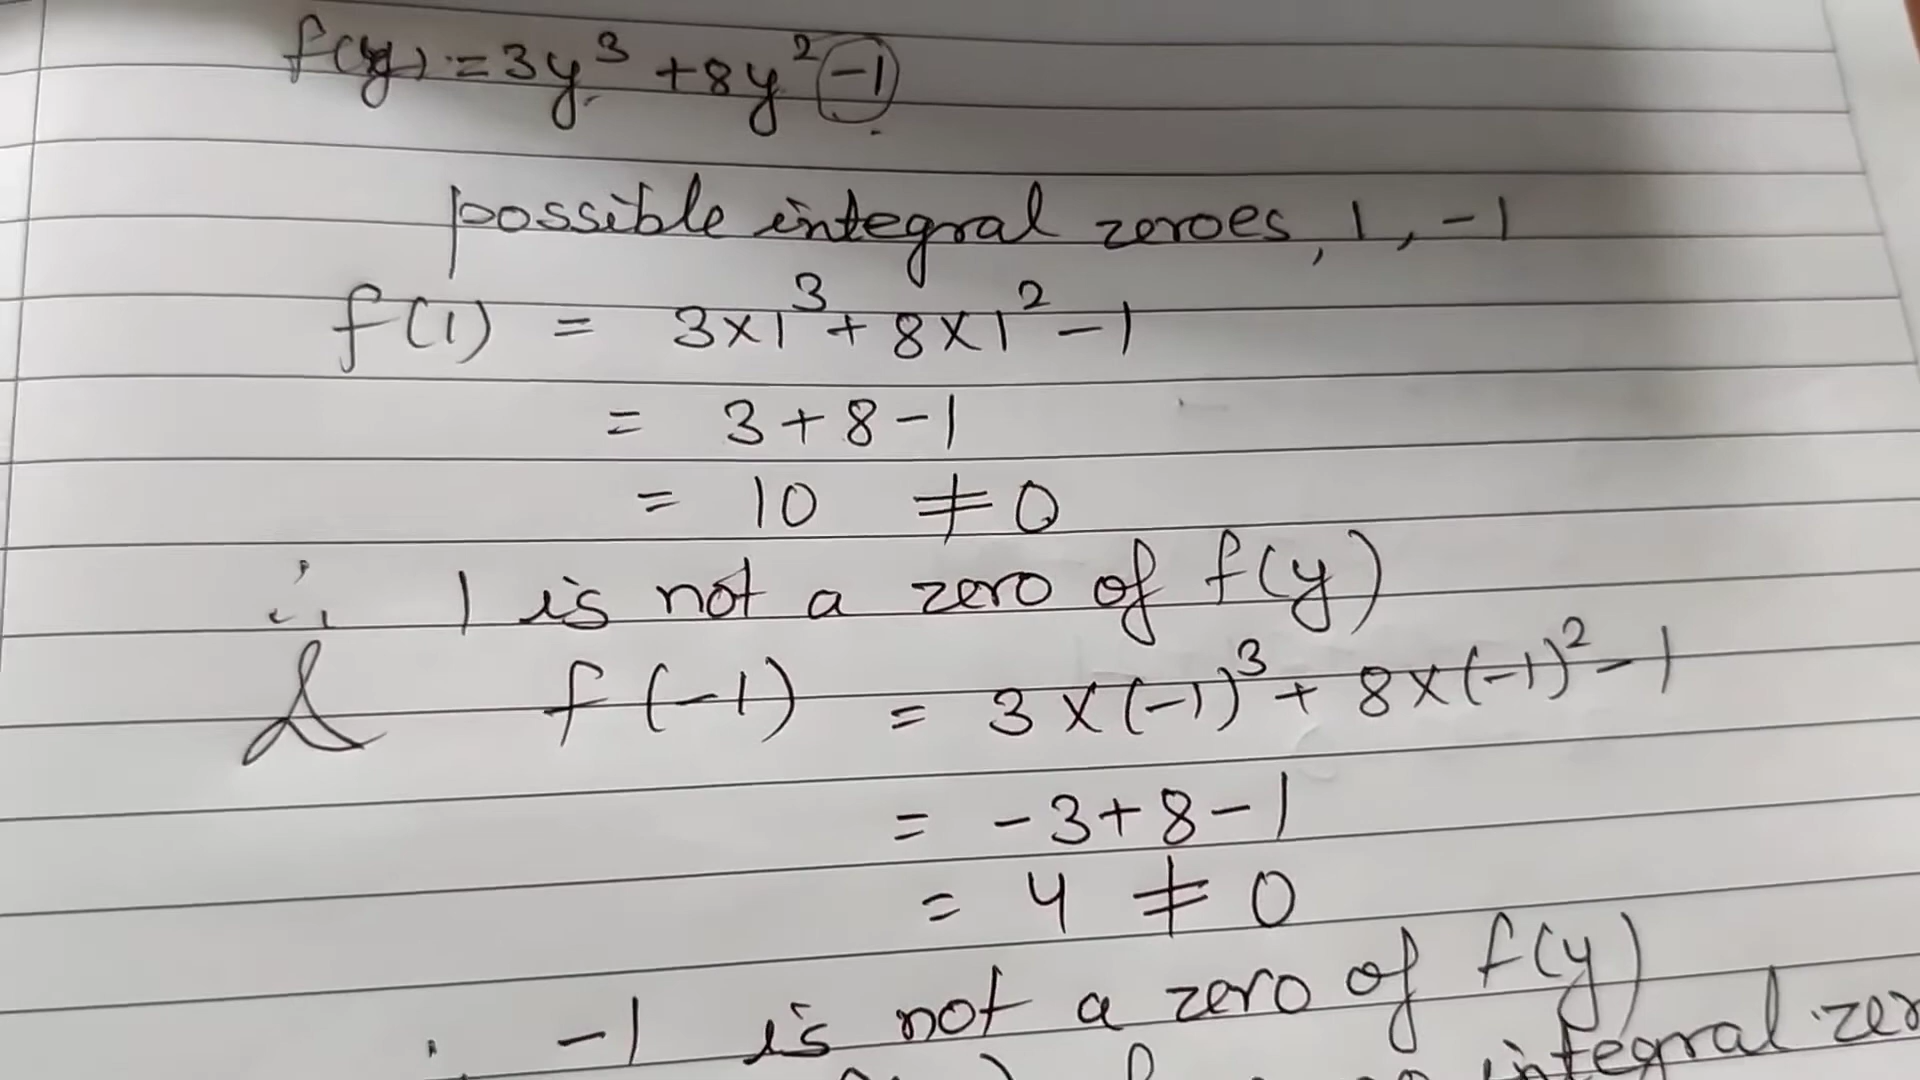 f(y) = 3y³ + 8y² -1
possible integral zeroes, 1, -1
f(1) = 3×1³ + 8×1² - 1
= 3 + 8 - 1
= 10 ≠ 0
∴ 1 is not a zero of f(y)
& f(-1) = 3 × (-1)³ + 8 × (-1)² - 1
= -3 + 8 - 1
= 4 ≠ 0
-1 is not a zero of f(y)
integral